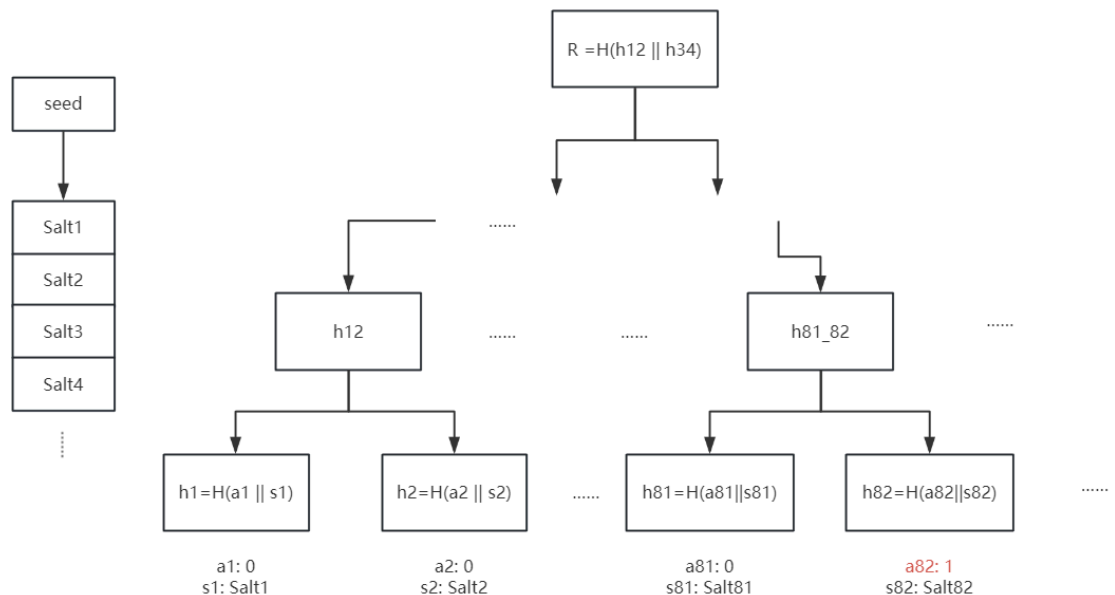 R =H(h12 || h34)
seed
Salt1
Salt2
Salt3
Salt4
......
......
h12
......
......
h81_82
......
h1=H(a1 || s1)
h2=H(a2 || s2)
......
h81=H(a81||s81)
h82=H(a82||s82)
......
a1: 0
s1: Salt1
a2: 0
s2: Salt2
a81: 0
s81: Salt81
a82: 1
s82: Salt82